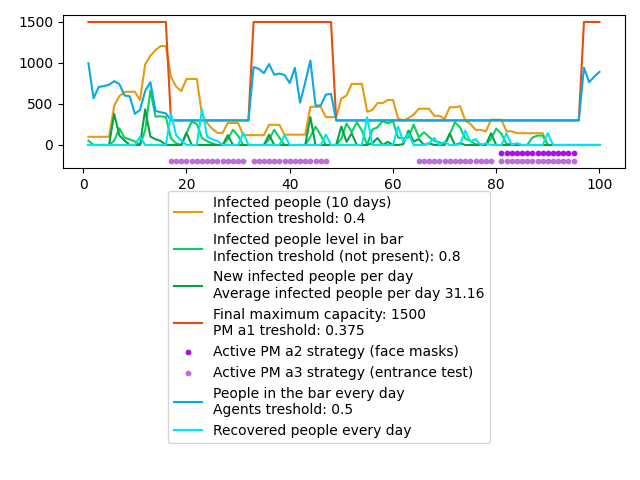 1500
1000
500
0
0 20 40 60 80 100
Infected people (10 days)
Infection treshold: 0.4
Infected people level in bar
Infection treshold (not present): 0.8
New infected people per day
Average infected people per day 31.16
Final maximum capacity: 1500
PM a1 treshold: 0.375
Active PM a2 strategy (face masks)
Active PM a3 strategy (entrance test)
People in the bar every day
Agents treshold: 0.5
Recovered people every day